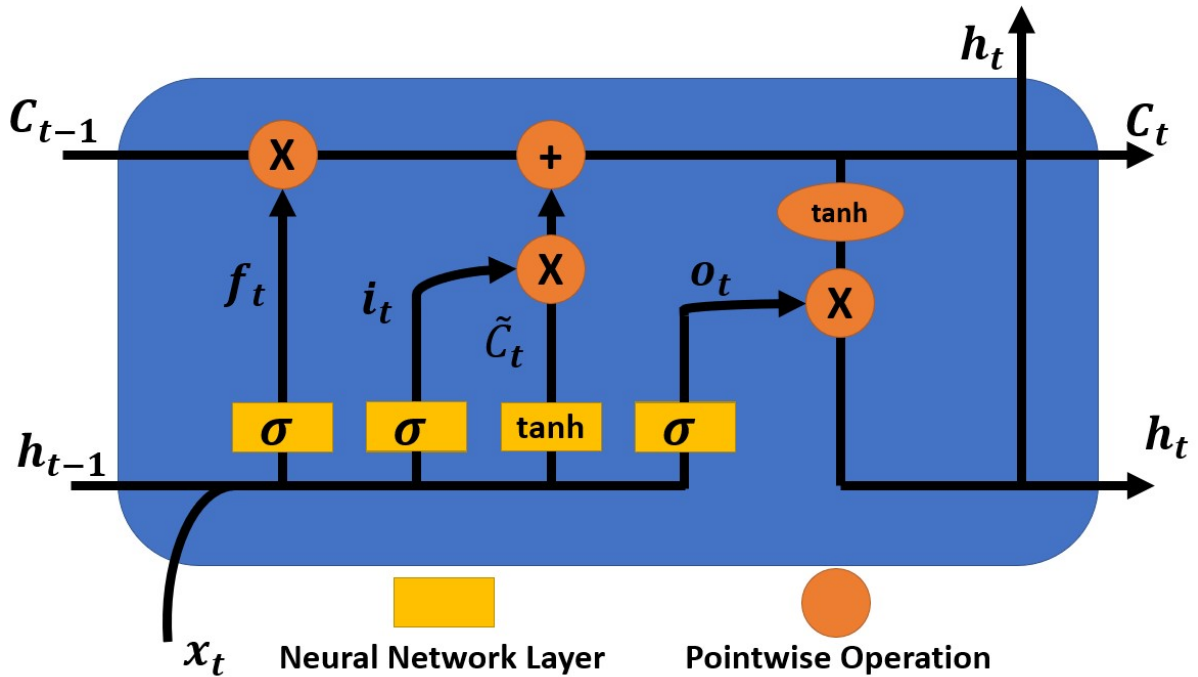 h_t
C_{t-1}
C_t
X
+
tanh
f_t
i_t
X
o_t
X
C̃_t
σ
σ
tanh
σ
h_{t-1}
h_t
x_t
Neural Network Layer
Pointwise Operation